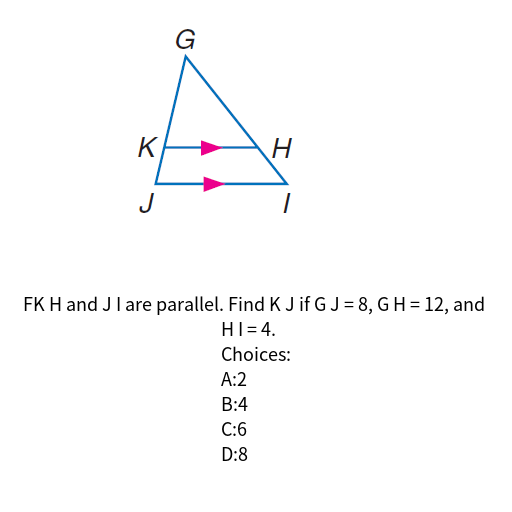 G
K
H
J
I
FK H and J I are parallel. Find K J if G J = 8, G H = 12, and
H I = 4.
Choices:
A:2
B:4
C:6
D:8